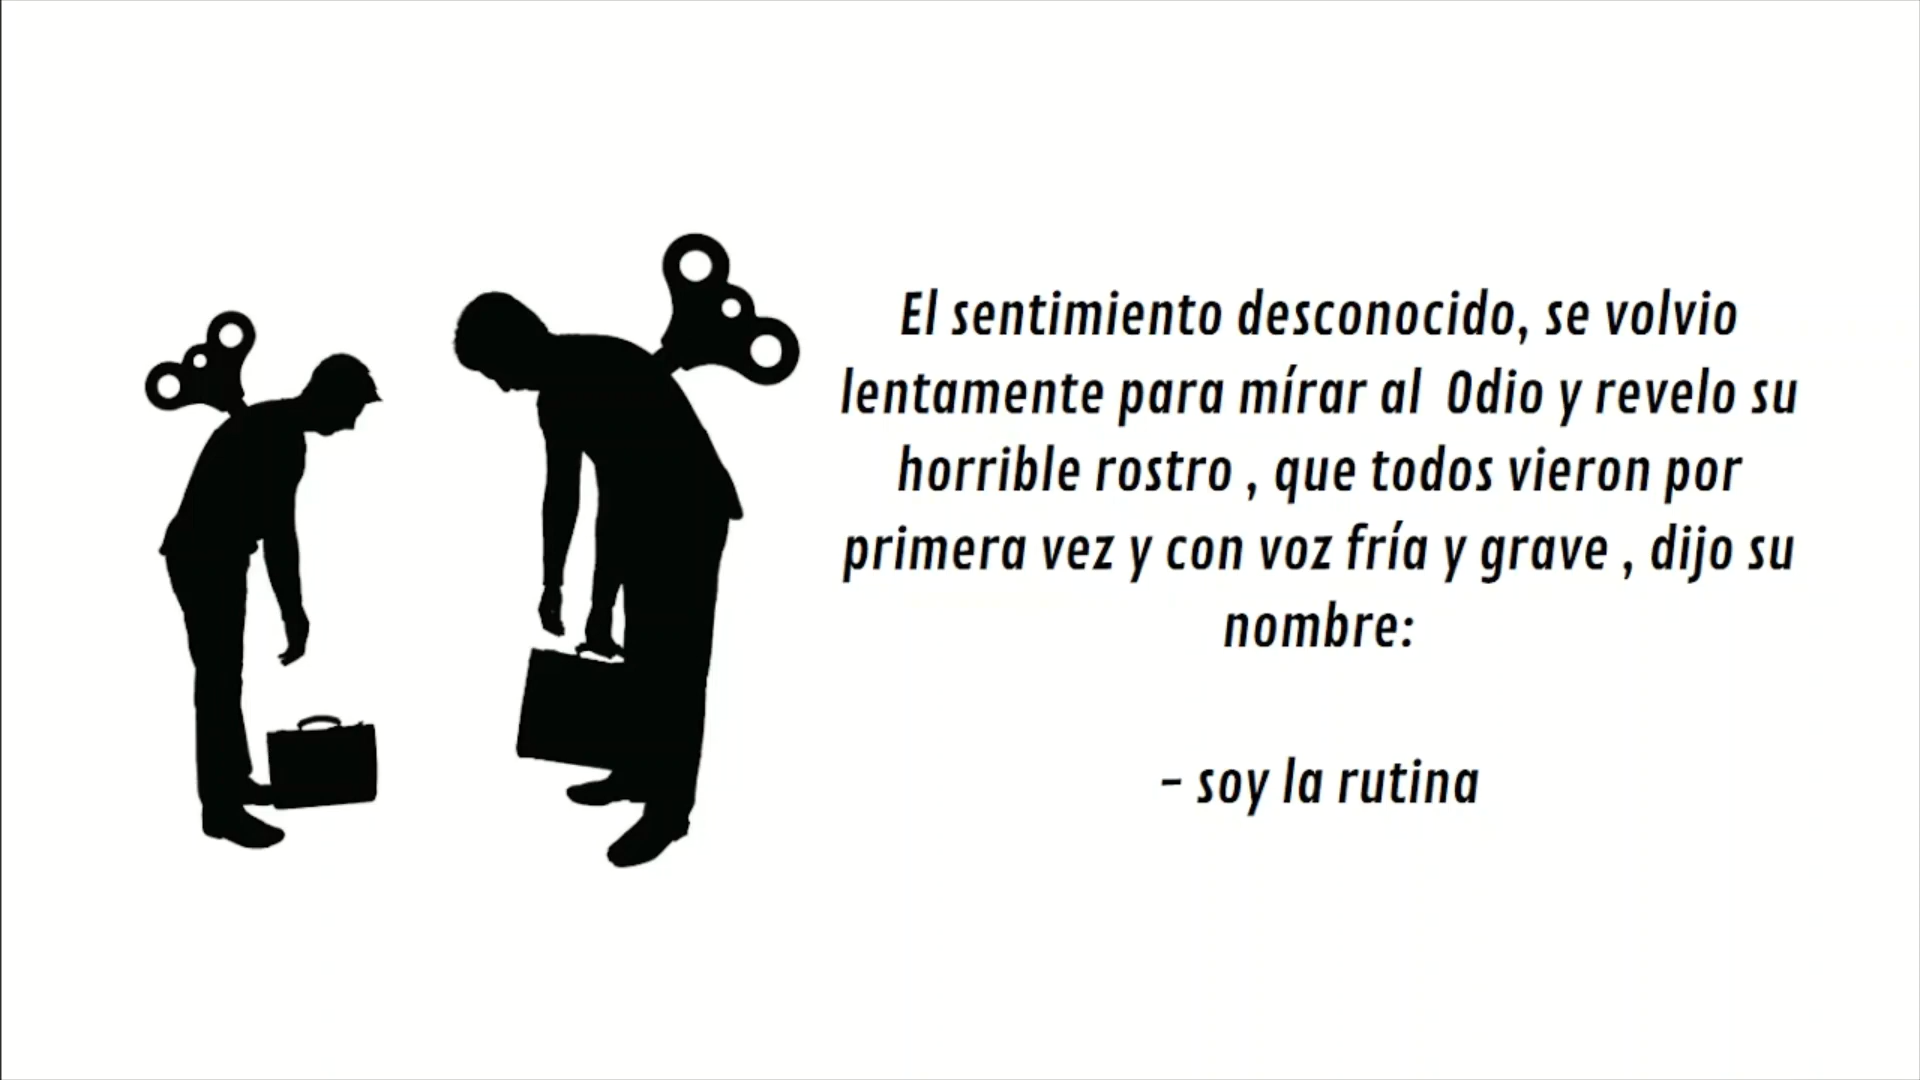 El sentimiento desconocido, se volvio
lentamente para mírar al Odio y revelo su
horrible rostro , que todos vieron por
primera vez y con voz fría y grave , dijo su
nombre:
- soy la rutina